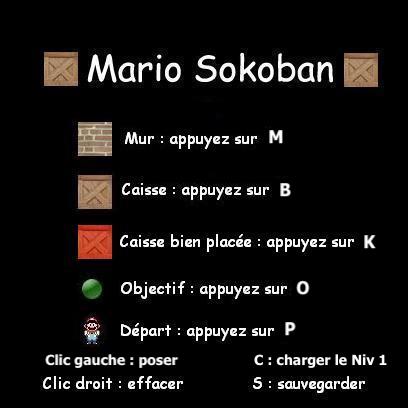 Mario Sokoban
Mur : appuyez sur M
Caisse : appuyez sur B
Caisse bien placée : appuyez sur K
Objectif : appuyez sur O
Départ : appuyez sur P
Clic gauche : poser C : charger le Niv 1
Clic droit : effacer S : sauvegarder